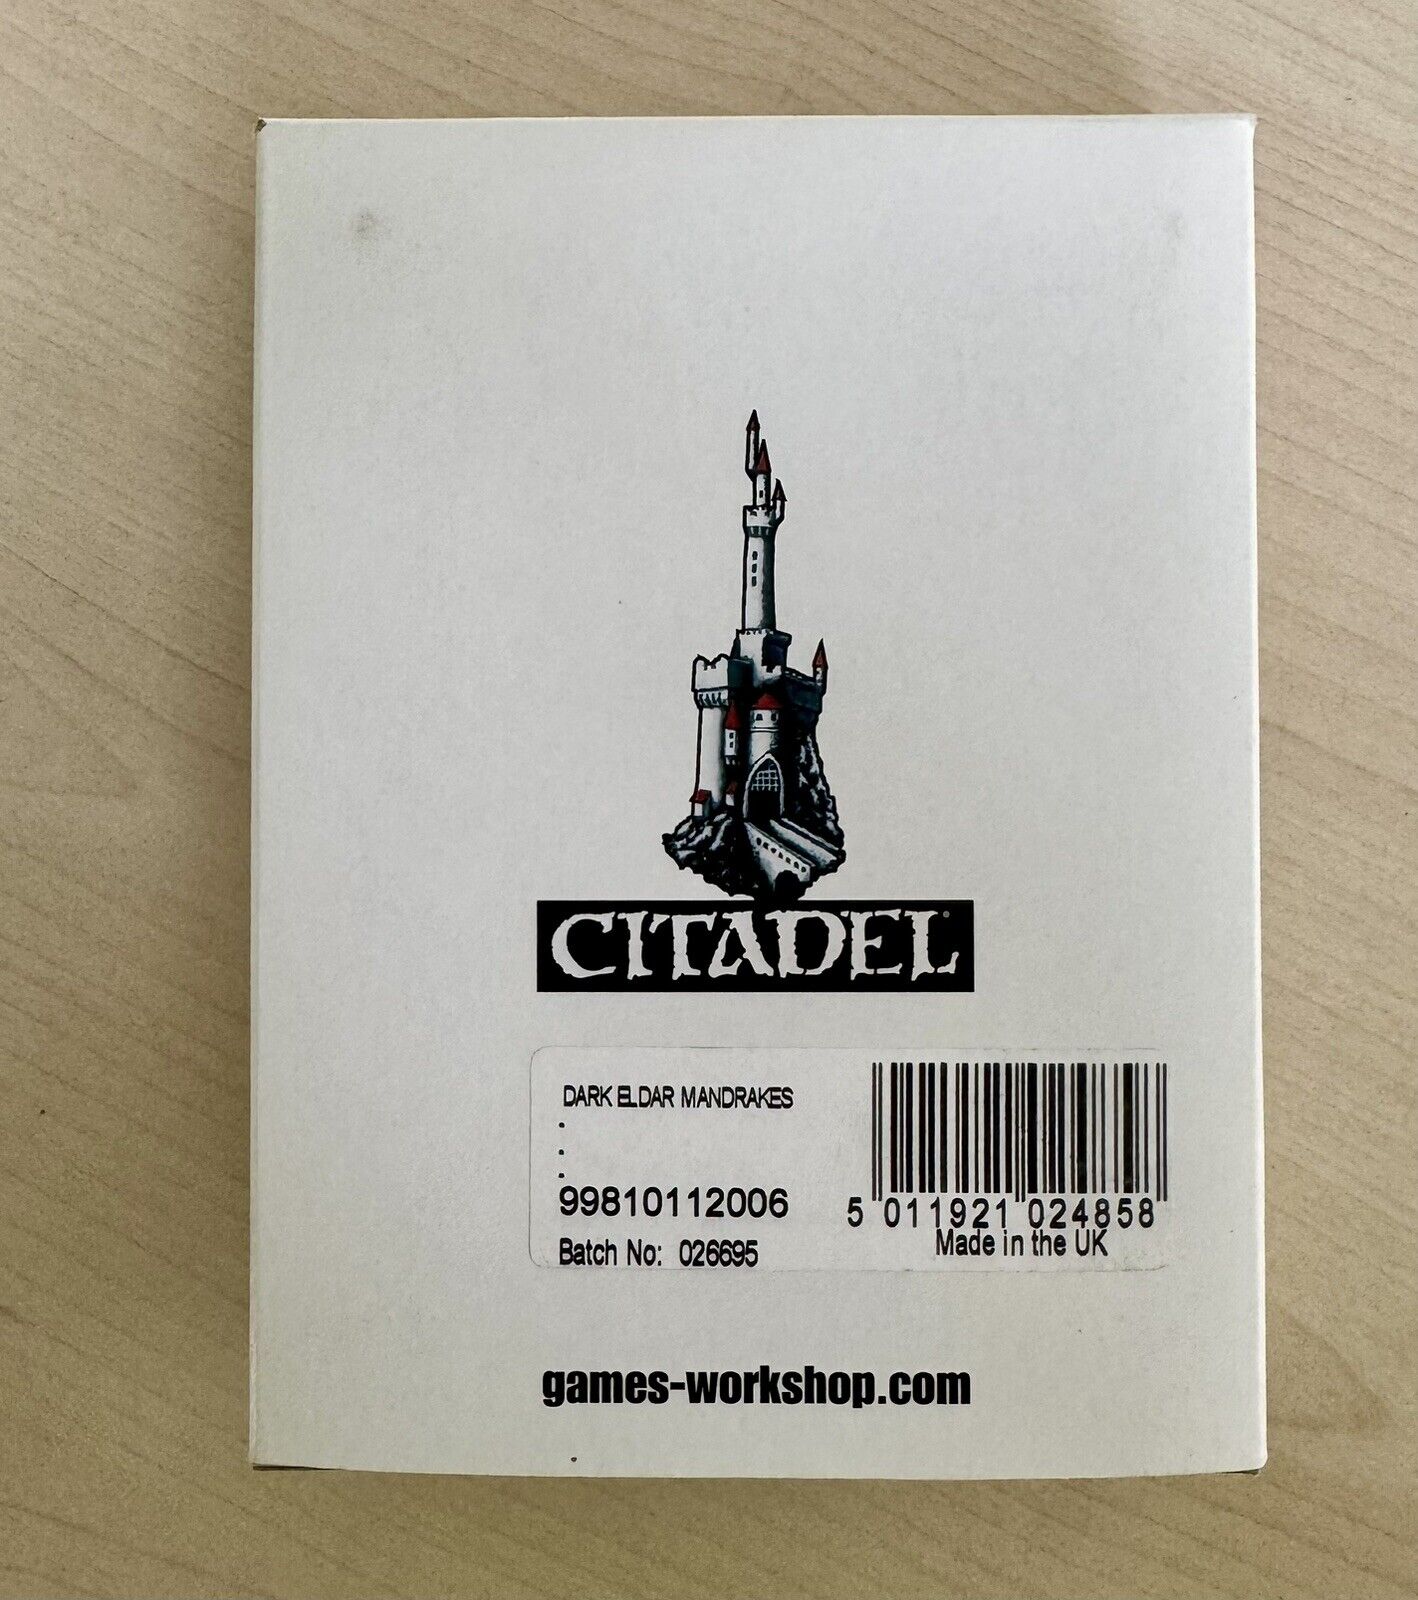 CITADEL
DARK ELDAR MANDRAKES
.
.
.
99810112006
Batch No: 026695
5 011921 024858
Made in the UK
games-workshop.com